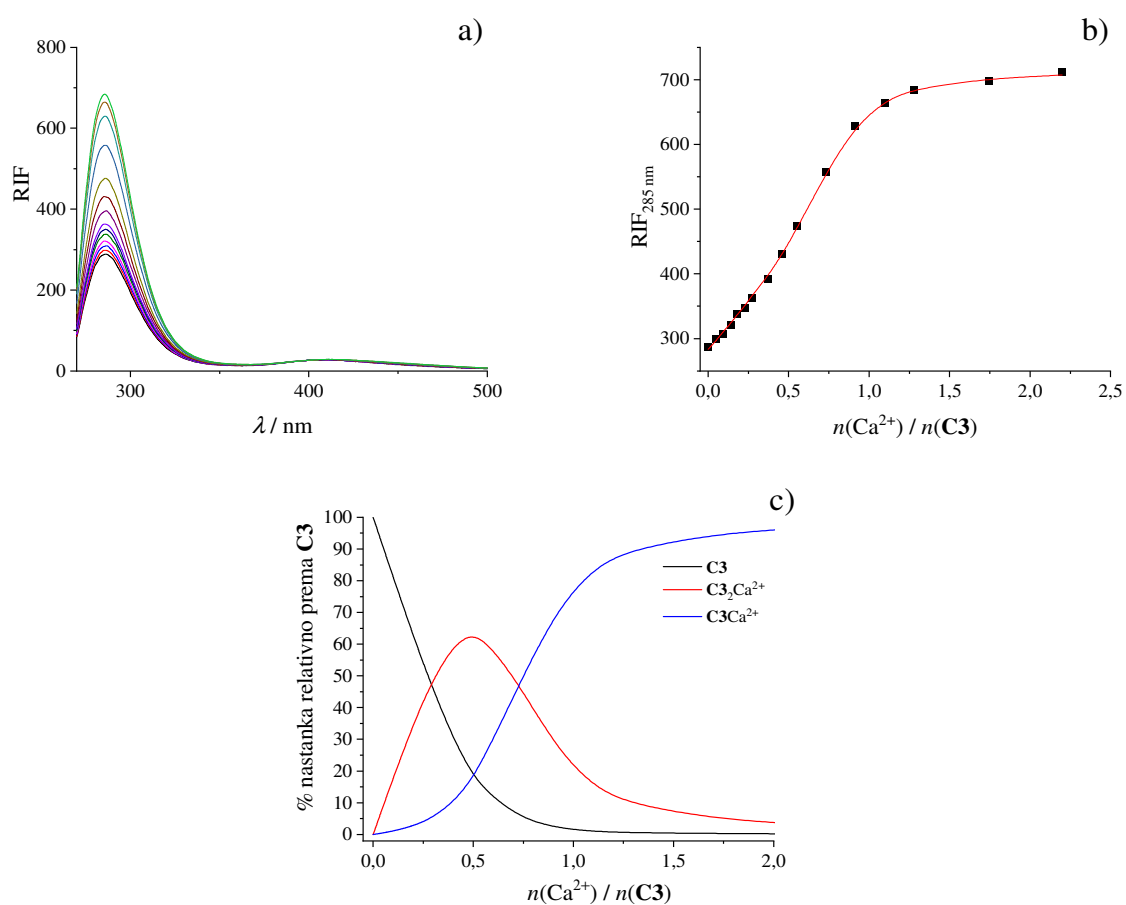 a)
800
600
400
200
0
RIF
300
400
500
λ / nm
b)
700
600
500
400
300
RIF285 nm
0,0
0,5
1,0
1,5
2,0
2,5
n(Ca2+) / n(C3)
c)
100
90
80
70
60
50
40
30
20
10
0
% nastanka relativno prema C3
C3
C32Ca2+
C3Ca2+
0,0
0,5
1,0
1,5
2,0
n(Ca2+) / n(C3)